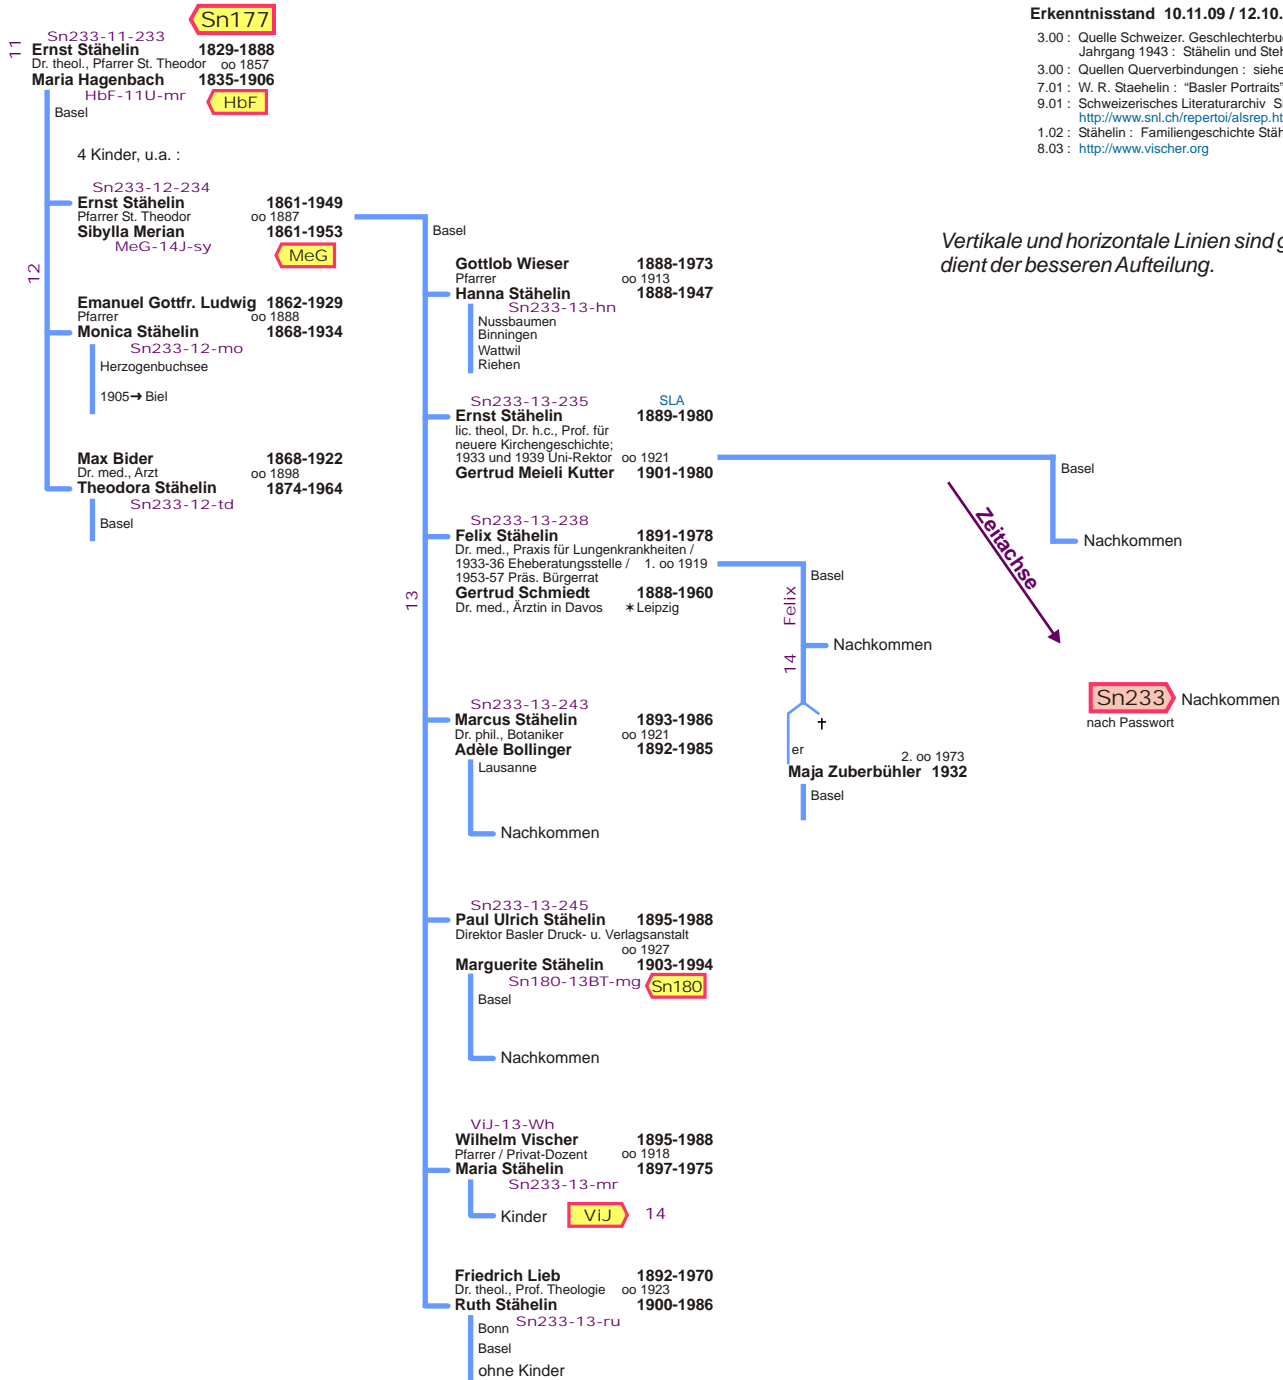 Sn177
Sn233-11-233
11
Ernst Stähelin 1829-1888
Dr. theol., Pfarrer St. Theodor oo 1857
Maria Hagenbach 1835-1906
HbF-11U-mr
HbF
Basel
4 Kinder, u.a. :
12
Sn233-12-234
Ernst Stähelin 1861-1949
Pfarrer St. Theodor oo 1887
Sibylla Merian 1861-1953
MeG-14J-sy
MeG
Emanuel Gottfr. Ludwig 1862-1929
Pfarrer oo 1888
Monica Stähelin 1868-1934
Sn233-12-mo
Herzogenbuchsee
1905→ Biel
Max Bider 1868-1922
Dr. med., Arzt oo 1898
Theodora Stähelin 1874-1964
Sn233-12-td
Basel
13
Basel
Gottlob Wieser 1888-1973
Pfarrer oo 1913
Hanna Stähelin 1888-1947
Sn233-13-hn
Nussbaumen
Binningen
Wattwil
Riehen
Sn233-13-235 SLA
Ernst Stähelin 1889-1980
lic. theol, Dr. h.c., Prof. für
neuere Kirchengeschichte;
1933 und 1939 Uni-Rektor oo 1921
Gertrud Meieli Kutter 1901-1980
Basel
Nachkommen
Sn233-13-238
Felix Stähelin 1891-1978
Dr. med., Praxis für Lungenkrankheiten /
1933-36 Eheberatungsstelle / 1. oo 1919
1953-57 Präs. Bürgerrat
Gertrud Schmiedt 1888-1960
Dr. med., Ärztin in Davos ✶Leipzig
14 Felix
Basel
Nachkommen
✝
er
2. oo 1973
Maja Zuberbühler 1932
Basel
Sn233-13-243
Marcus Stähelin 1893-1986
Dr. phil., Botaniker oo 1921
Adèle Bollinger 1892-1985
Lausanne
Nachkommen
Sn233-13-245
Paul Ulrich Stähelin 1895-1988
Direktor Basler Druck- u. Verlagsanstalt
oo 1927
Marguerite Stähelin 1903-1994
Sn180-13BT-mg
Sn180
Basel
Nachkommen
ViJ-13-Wh
Wilhelm Vischer 1895-1988
Pfarrer / Privat-Dozent oo 1918
Maria Stähelin 1897-1975
Sn233-13-mr
Kinder ViJ 14
Friedrich Lieb 1892-1970
Dr. theol., Prof. Theologie oo 1923
Ruth Stähelin 1900-1986
Sn233-13-ru
Bonn
Basel
ohne Kinder
Erkenntnisstand 10.11.09 / 12.10.
3.00 : Quelle Schweizer. Geschlechterbu
Jahrgang 1943 : Stähelin und Steh
3.00 : Quellen Querverbindungen : siehe
7.01 : W. R. Staehelin : "Basler Portraits"
9.01 : Schweizerisches Literaturarchiv S
http://www.snl.ch/repertoi/alsrep.ht
1.02 : Stähelin : Familiengeschichte Stäh
8.03 : http://www.vischer.org
Vertikale und horizontale Linien sind g
dient der besseren Aufteilung.
Zeitachse
Sn233 Nachkommen
nach Passwort